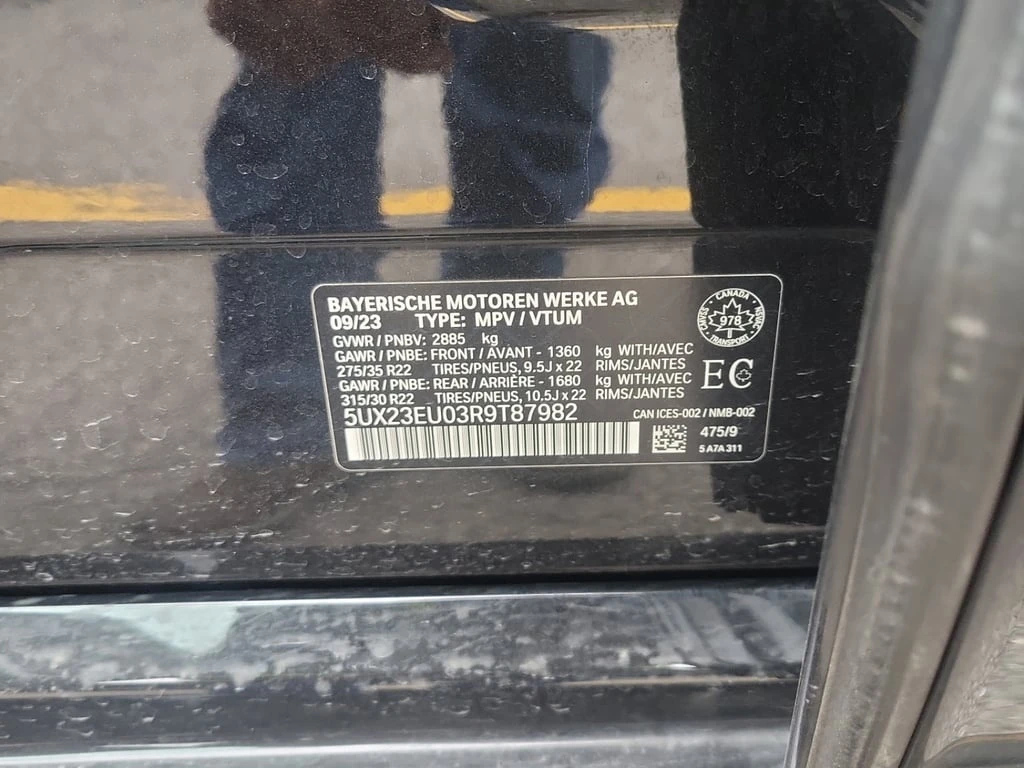 BAYERISCHE MOTOREN WERKE AG
09/23 TYPE: MPV / VTUM
GVWR / PNBV: 2885 kg
GAWR / PNBE: FRONT / AVANT - 1360 kg WITH/AVEC
275/35 R22 TIRES/PNEUS, 9.5J x 22 RIMS/JANTES
GAWR / PNBE: REAR / ARRIÈRE - 1680 kg WITH/AVEC
315/30 R22 TIRES/PNEUS, 10.5J x 22 RIMS/JANTES
5UX23EU03R9T87982
CANADA
978
TRANSPORT
EC
CAN ICES-002 / NMB-002
475/9
5 A7A 311